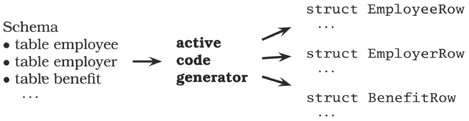 Schema
• table employee
• table employer
• table benefit
...
active
code
generator
struct EmployeeRow
...
struct EmployerRow
...
struct BenefitRow
...